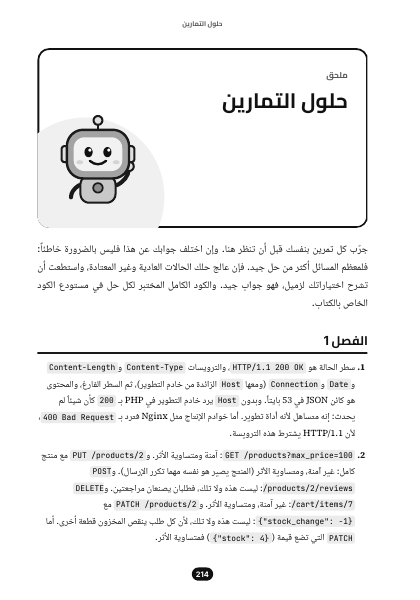 حلول التمارين
ملحق
حلول التمارين
جرّب كل تمرين بنفسك قبل أن تنظر هنا. وإن اختلف جوابك عن هذا فليس بالضرورة خاطئًا:
فلمعظم المسائل أكثر من حل جيد. فإن عالج حلك الحالات العادية وغير المعتادة، واستطعت أن
تشرح اختياراتك لزميل، فهو جواب جيد. والكود الكامل المختبر لكل حل في مستودع الكود
الخاص بالكتاب.
الفصل 1
1. سطر الحالة هو HTTP/1.1 200 OK، والترويسات Content-Type و Content-Length
و Date و Connection (ومعها Host الزائدة من خادم التطوير)، ثم السطر الفارغ، والمحتوى
هو كائن JSON في 53 بايتًا. وبدون Host يرد خادم التطوير في PHP بـ 200 كأن شيئًا لم
يحدث: إنه متساهل لأنه أداة تطوير. أما خوادم الإنتاج مثل Nginx فترد بـ 400 Bad Request،
لأن HTTP/1.1 يشترط هذه الترويسة.
2. GET /products?max_price=100: آمنة ومتساوية الأثر. و PUT /products/2 مع منتج
كامل: غير آمنة، ومتساوية الأثر (المنتج يصير هو نفسه مهما تكرر الإرسال). و POST
/products/2/reviews: ليست هذه ولا تلك، فطلبان يصنعان مراجعتين. و DELETE
/cart/items/7: غير آمنة، ومتساوية الأثر. و PATCH /products/2 مع
{"stock_change": -1}: ليست هذه ولا تلك، لأن كل طلب ينقص المخزون قطعة أخرى. أما
PATCH التي تضع قيمة ({"stock": 4}) فمتساوية الأثر.
214